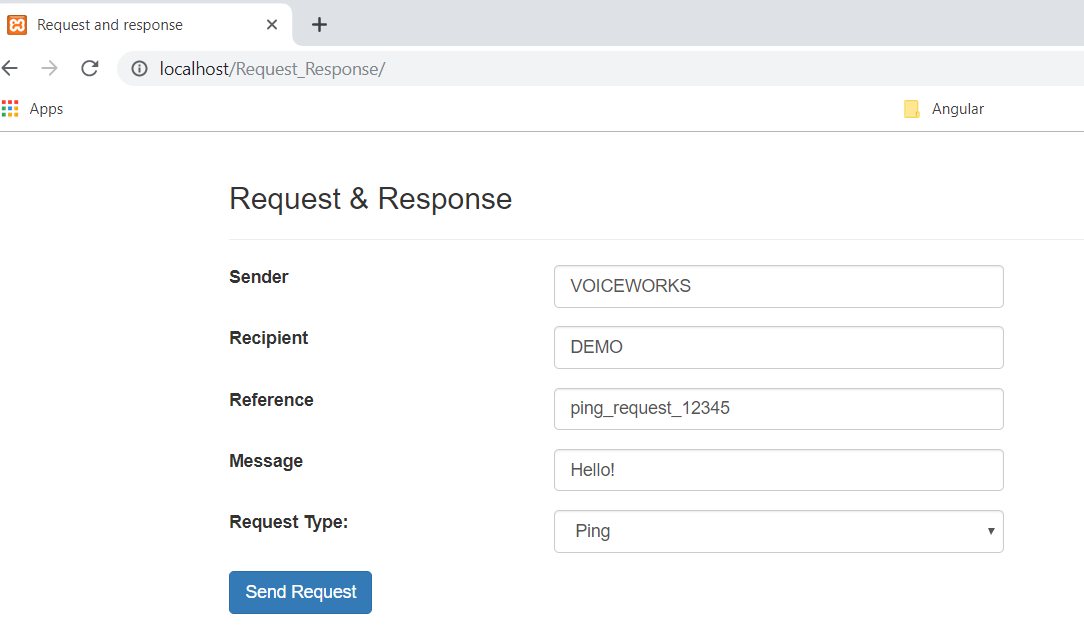 Request and response
localhost/Request_Response/
Apps
Angular
Request & Response
Sender
VOICEWORKS
Recipient
DEMO
Reference
ping_request_12345
Message
Hello!
Request Type:
Ping
Send Request